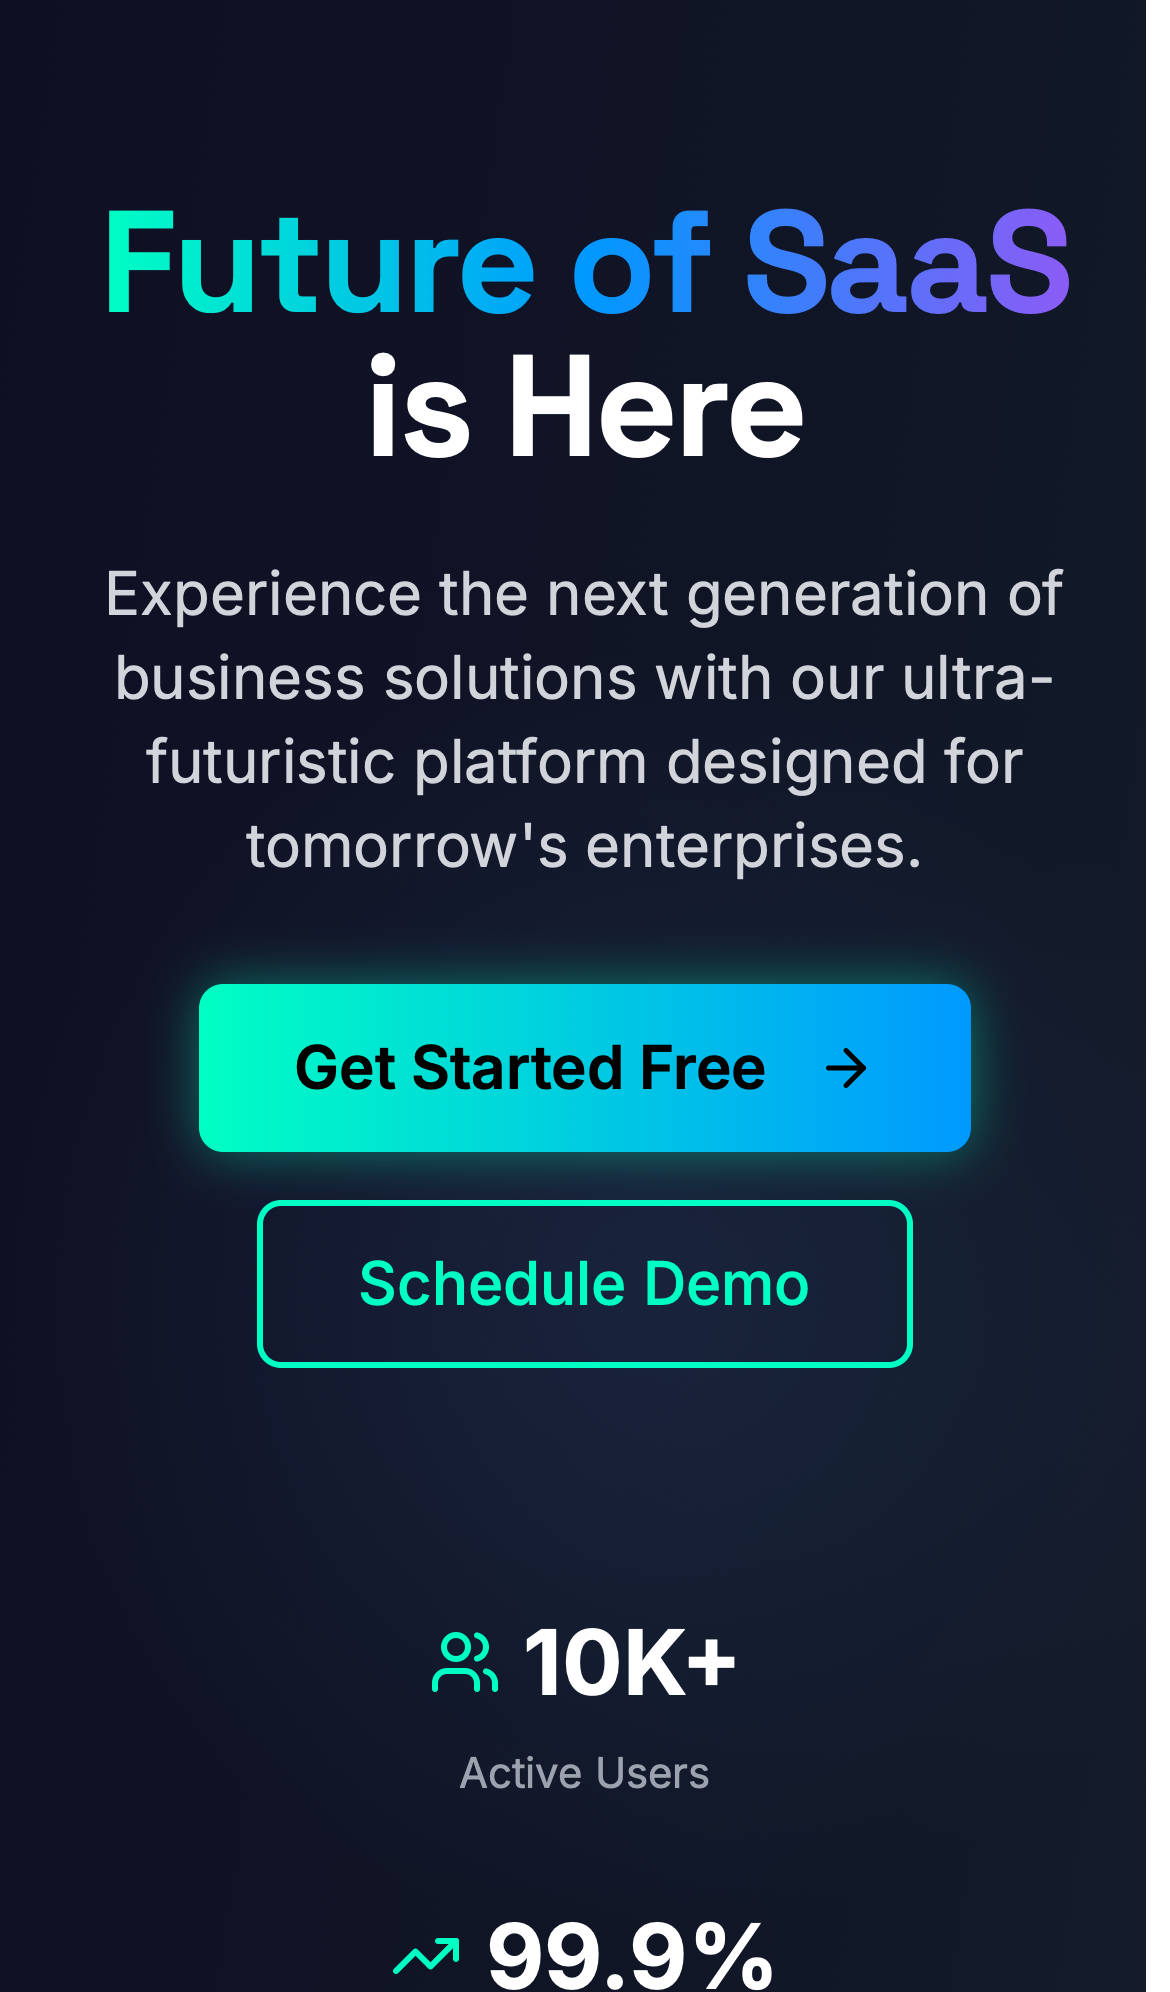 Future of SaaS
is Here
Experience the next generation of
business solutions with our ultra-
futuristic platform designed for
tomorrow's enterprises.
Get Started Free
Schedule Demo
10K+
Active Users
99.9%